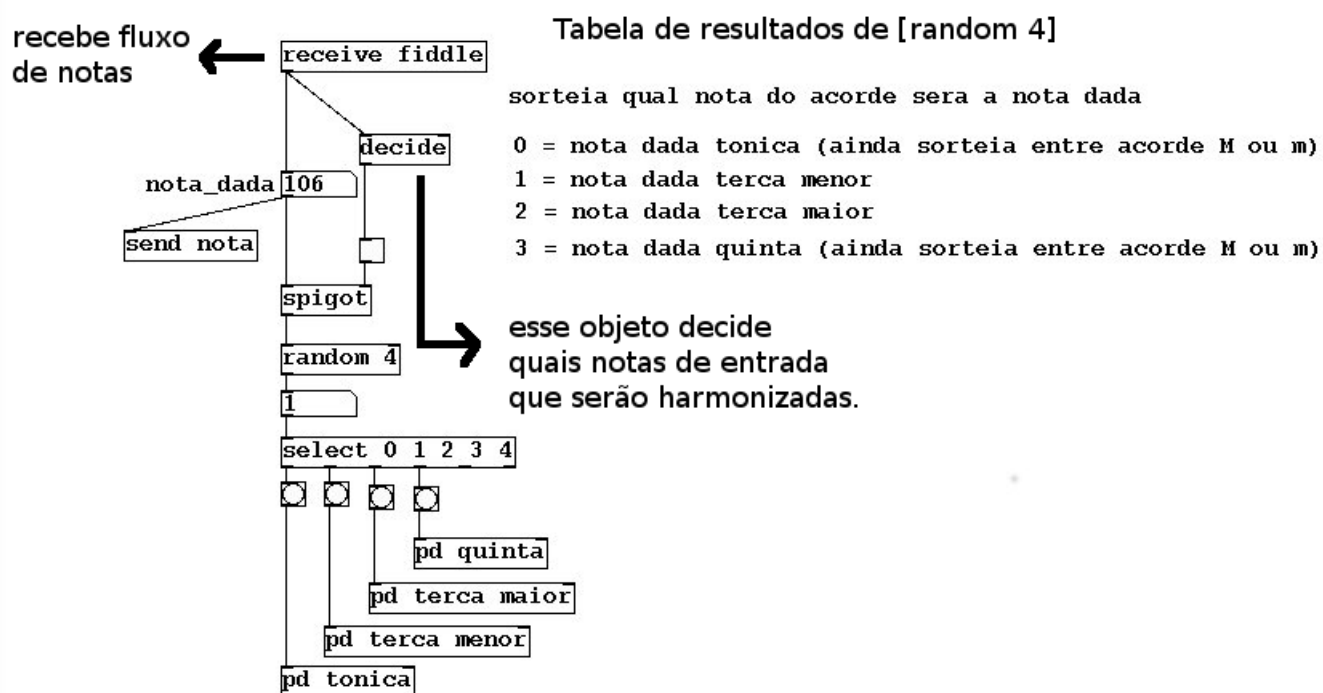 recebe fluxo
de notas
receive fiddle
decide
nota_dada 106
send nota
spigot
random 4
1
select 0 1 2 3 4
pd quinta
pd terca maior
pd terca menor
pd tonica
Tabela de resultados de [random 4]
sorteia qual nota do acorde sera a nota dada
0 = nota dada tonica (ainda sorteia entre acorde M ou m)
1 = nota dada terca menor
2 = nota dada terca maior
3 = nota dada quinta (ainda sorteia entre acorde M ou m)
esse objeto decide
quais notas de entrada
que serão harmonizadas.